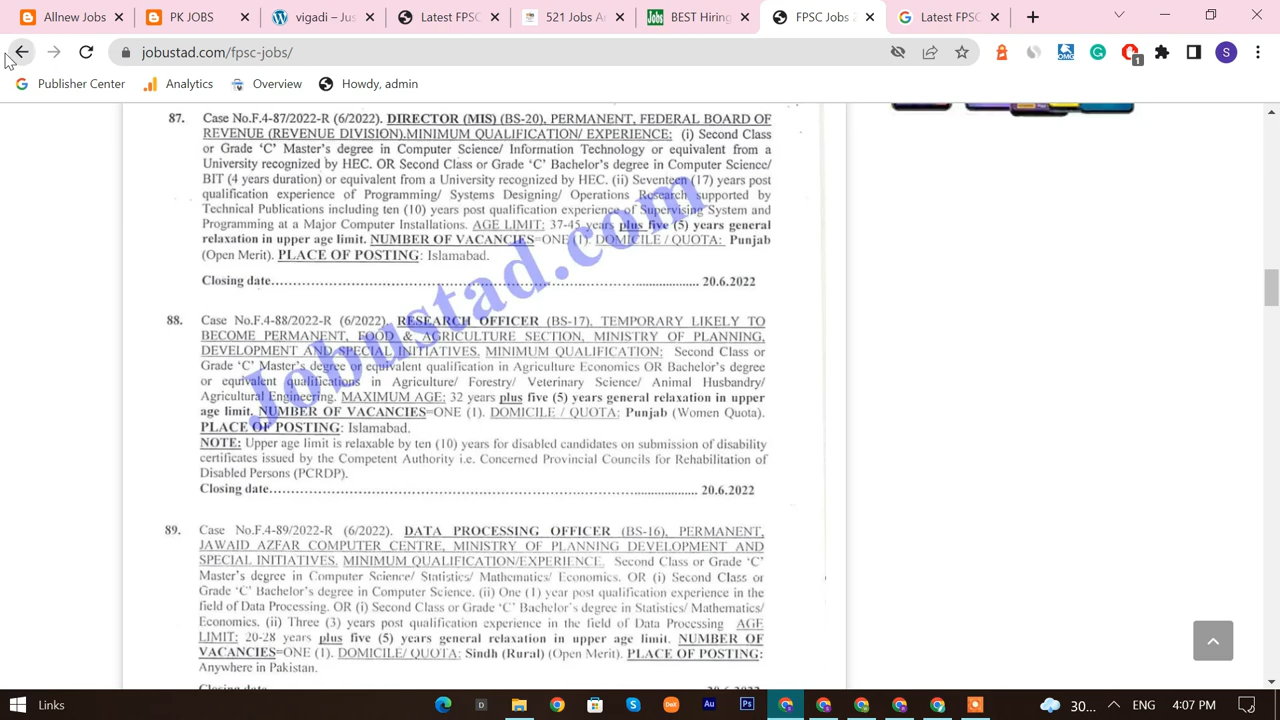 Allnew Jobs
PK JOBS
vigadi – Jus
Latest FPSC
521 Jobs A
BEST Hiring
FPSC Jobs 2
Latest FPSC
jobustad.com/fpsc-jobs/
1
S
Publisher Center
Analytics
Overview
Howdy, admin
87. Case No.F.4-87/2022-R (6/2022). DIRECTOR (MIS) (BS-20), PERMANENT, FEDERAL BOARD OF
REVENUE (REVENUE DIVISION).MINIMUM QUALIFICATION/ EXPERIENCE: (i) Second Class
or Grade ‘C’ Master’s degree in Computer Science/ Information Technology or equivalent from a
University recognized by HEC. OR Second Class or Grade ‘C’ Bachelor’s degree in Computer Science/
BIT (4 years duration) or equivalent from a University recognized by HEC. (ii) Seventeen (17) years post
qualification experience of Programming/ Systems Designing/ Operations Research supported by
Technical Publications including ten (10) years post qualification experience of Supervising System and
Programming at a Major Computer Installations. AGE LIMIT: 37-45 years plus five (5) years general
relaxation in upper age limit. NUMBER OF VACANCIES=ONE (1). DOMICILE / QUOTA: Punjab
(Open Merit). PLACE OF POSTING: Islamabad.
Closing date........................................................................................ 20.6.2022
Jobustad.com
88. Case No.F.4-88/2022-R (6/2022). RESEARCH OFFICER (BS-17), TEMPORARY LIKELY TO
BECOME PERMANENT, FOOD & AGRICULTURE SECTION, MINISTRY OF PLANNING,
DEVELOPMENT AND SPECIAL INITIATIVES. MINIMUM QUALIFICATION: Second Class or
Grade ‘C’ Master’s degree or equivalent qualification in Agriculture Economics OR Bachelor’s degree
or equivalent qualifications in Agriculture/ Forestry/ Veterinary Science/ Animal Husbandry/
Agricultural Engineering. MAXIMUM AGE: 32 years plus five (5) years general relaxation in upper
age limit. NUMBER OF VACANCIES=ONE (1). DOMICILE / QUOTA: Punjab (Women Quota).
PLACE OF POSTING: Islamabad.
NOTE: Upper age limit is relaxable by ten (10) years for disabled candidates on submission of disability
certificates issued by the Competent Authority i.e. Concerned Provincial Councils for Rehabilitation of
Disabled Persons (PCRDP).
Closing date........................................................................................ 20.6.2022
89. Case No.F.4-89/2022-R (6/2022). DATA PROCESSING OFFICER (BS-16), PERMANENT,
JAWAID AZFAR COMPUTER CENTRE, MINISTRY OF PLANNING DEVELOPMENT AND
SPECIAL INITIATIVES. MINIMUM QUALIFICATION/EXPERIENCE. Second Class or Grade ‘C’
Master’s degree in Computer Science/ Statistics/ Mathematics/ Economics. OR (i) Second Class or
Grade ‘C’ Bachelor’s degree in Computer Science. (ii) One (1) year post qualification experience in the
field of Data Processing. OR (i) Second Class or Grade ‘C’ Bachelor’s degree in Statistics/ Mathematics/
Economics. (ii) Three (3) years post qualification experience in the field of Data Processing AGE
LIMIT: 20-28 years plus five (5) years general relaxation in upper age limit. NUMBER OF
VACANCIES=ONE (1). DOMICILE/ QUOTA: Sindh (Rural) (Open Merit). PLACE OF POSTING:
Anywhere in Pakistan.
Closing date
20.6.2022
Links
30...
ENG
4:07 PM